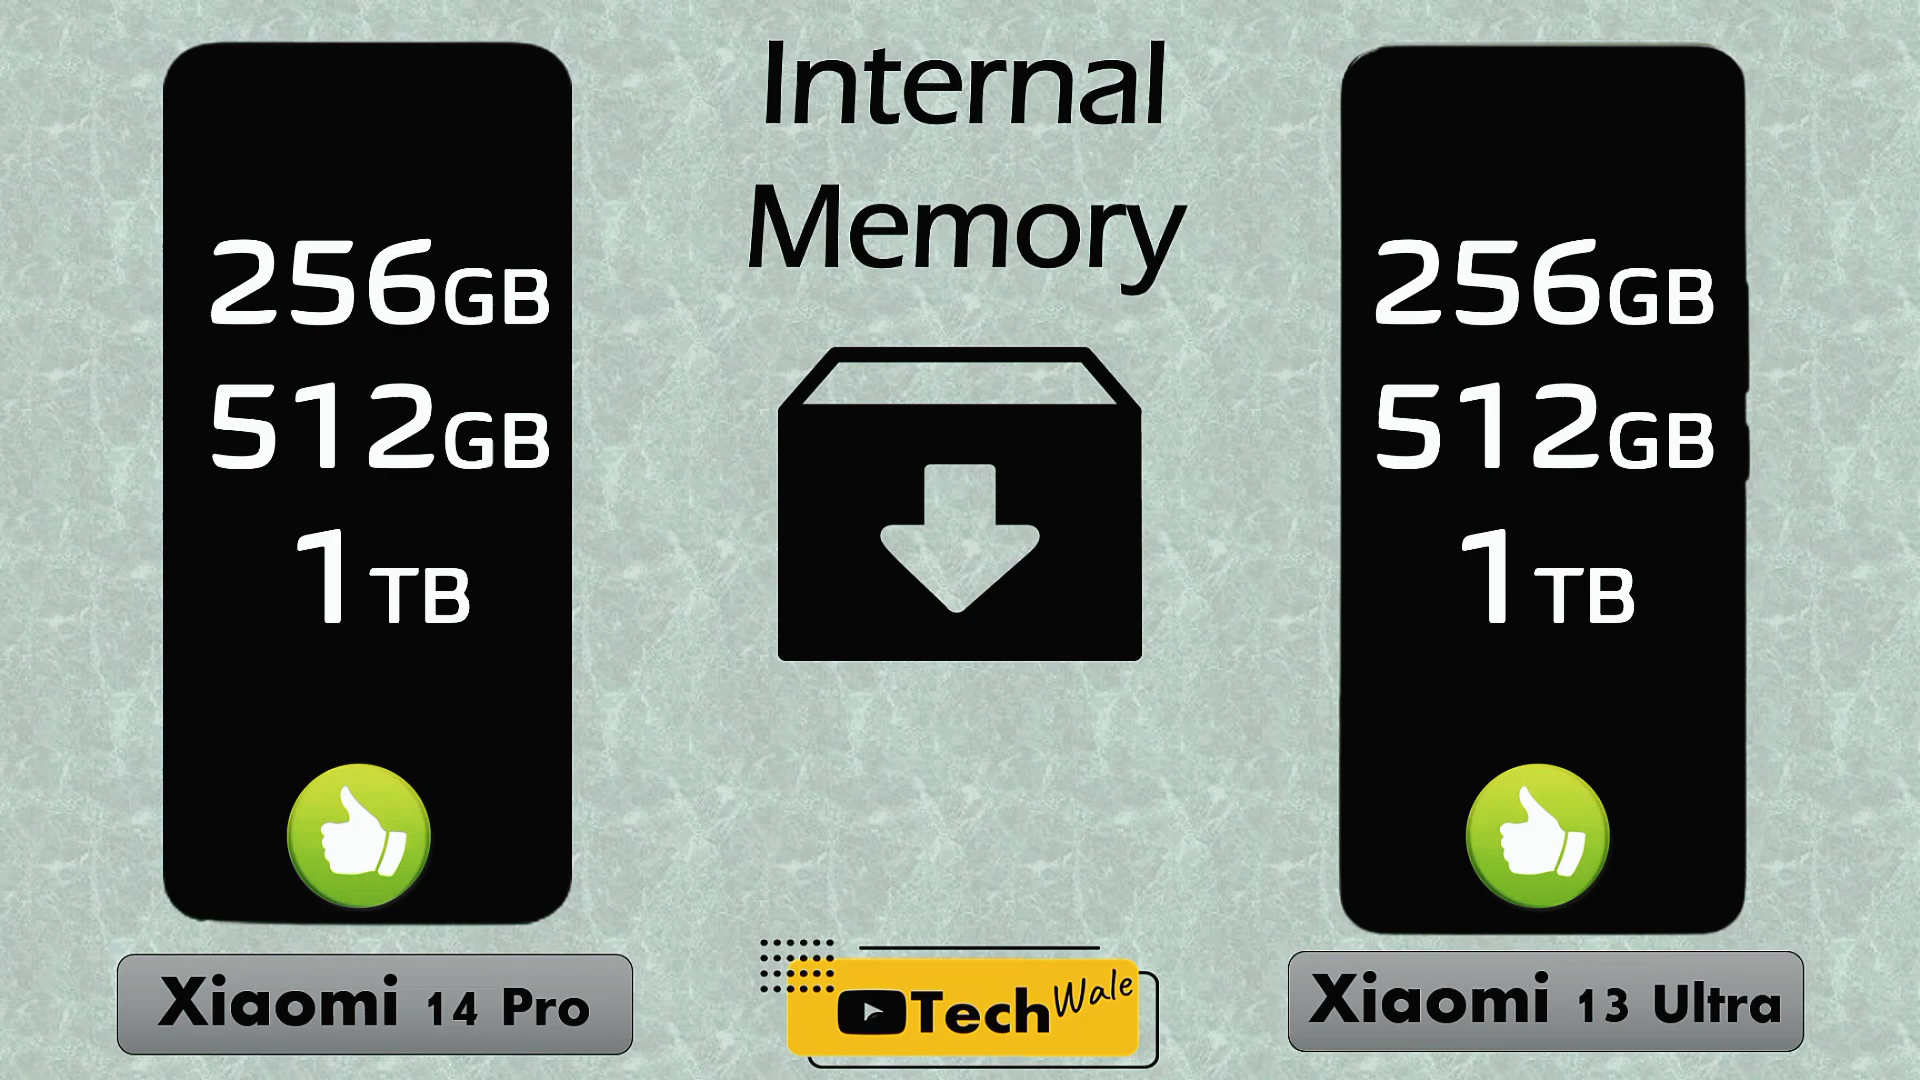 Internal
Memory
256GB
512GB
1TB
256GB
512GB
1TB
Xiaomi 14 Pro
TechWale
Xiaomi 13 Ultra